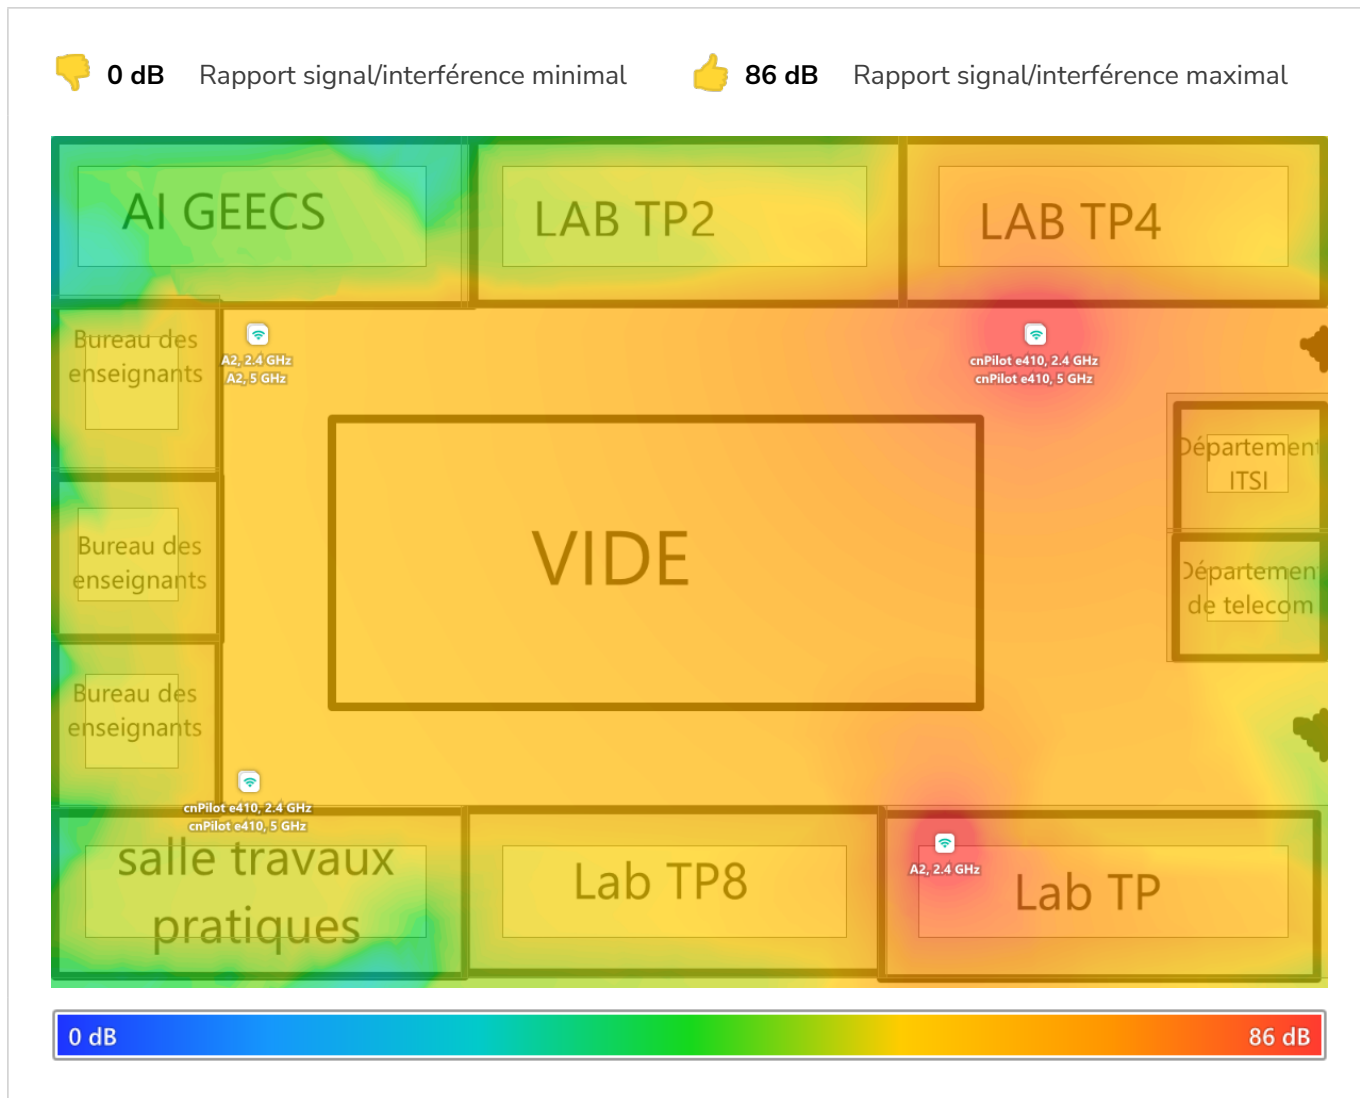 0 dB Rapport signal/interférence minimal
86 dB Rapport signal/interférence maximal
AI GEECS
LAB TP2
LAB TP4
Bureau des
enseignants
A2, 2.4 GHz
A2, 5 GHz
cnPilot e410, 2.4 GHz
cnPilot e410, 5 GHz
Département
ITSI
VIDE
Bureau des
enseignants
Département
de telecom
Bureau des
enseignants
cnPilot e410, 2.4 GHz
cnPilot e410, 5 GHz
salle travaux
pratiques
Lab TP8
A2, 2.4 GHz
Lab TP
0 dB
86 dB